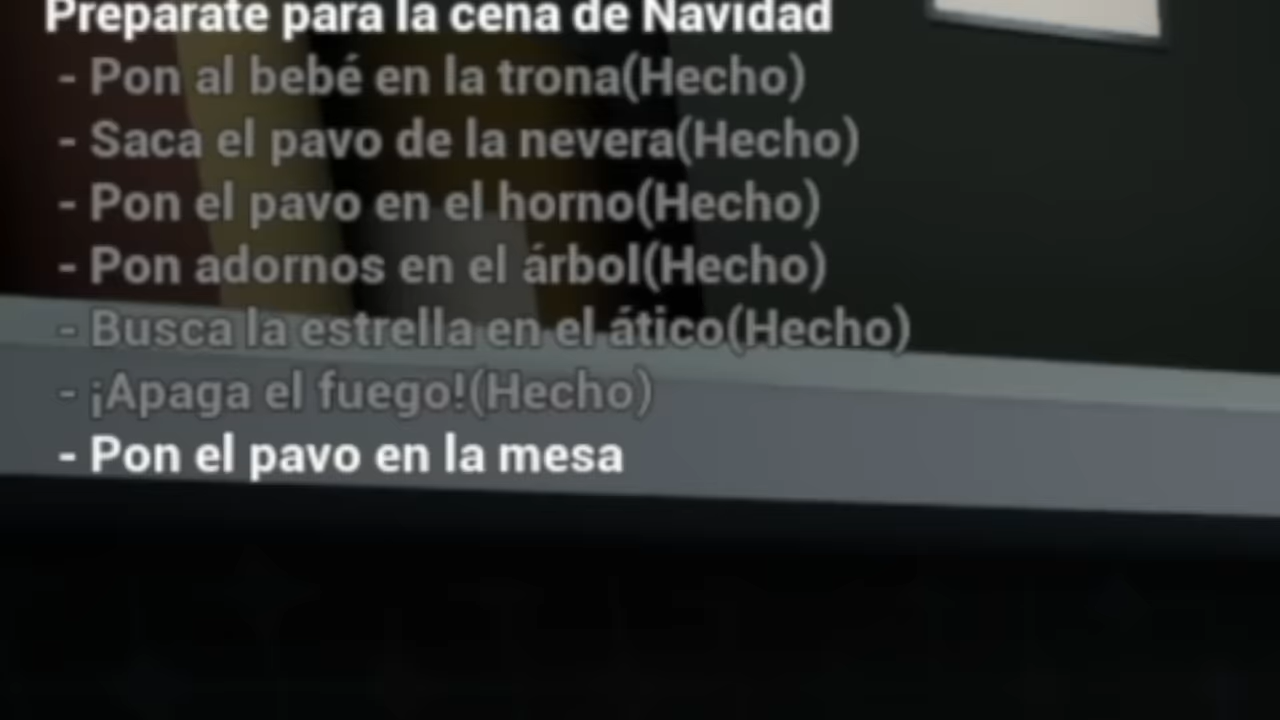 Prepárate para la cena de Navidad
- Pon al bebé en la trona(Hecho)
- Saca el pavo de la nevera(Hecho)
- Pon el pavo en el horno(Hecho)
- Pon adornos en el árbol(Hecho)
- Busca la estrella en el ático(Hecho)
- ¡Apaga el fuego!(Hecho)
- Pon el pavo en la mesa